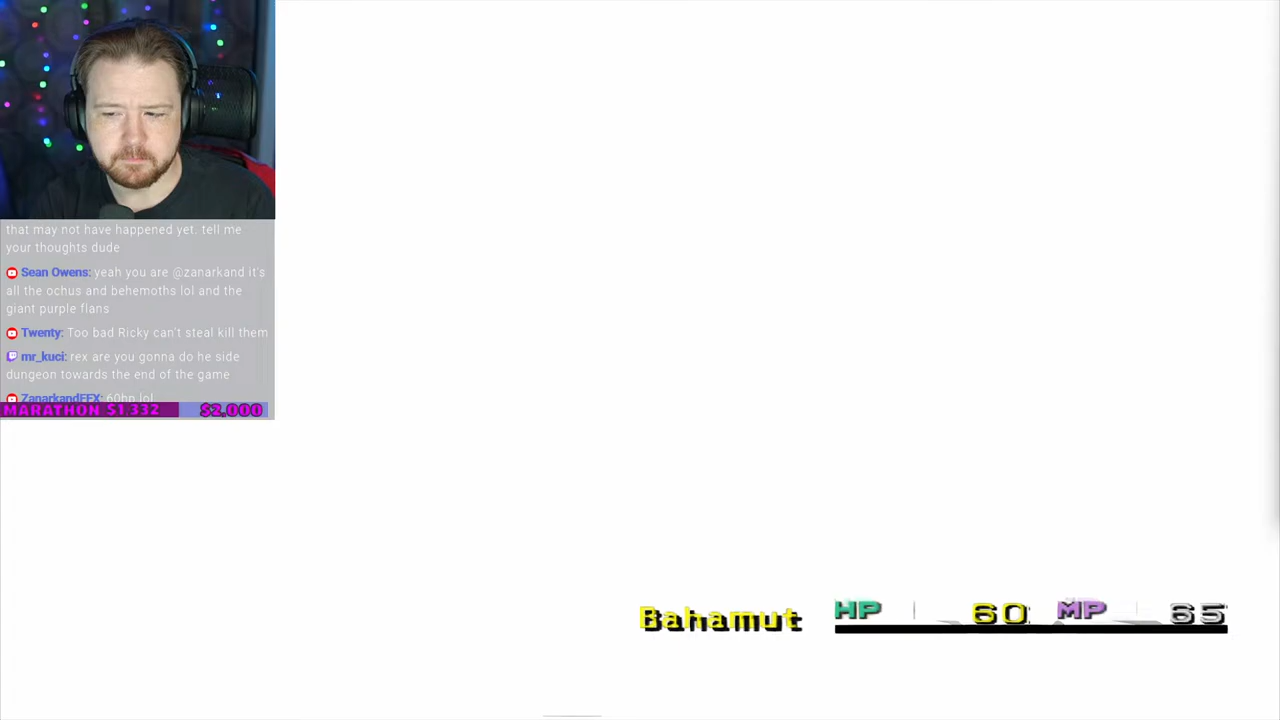 that may not have happened yet. tell me
your thoughts dude
Sean Owens: yeah you are @zanarkand it's
all the ochus and behemoths lol and the
giant purple flans
Twenty: Too bad Ricky can't steal kill them
mr_kuci: rex are you gonna do he side
dungeon towards the end of the game
ZanarkandFFX: 60hp lol
MARATHON $1,332 $2,000
Bahamut HP 60 MP 65